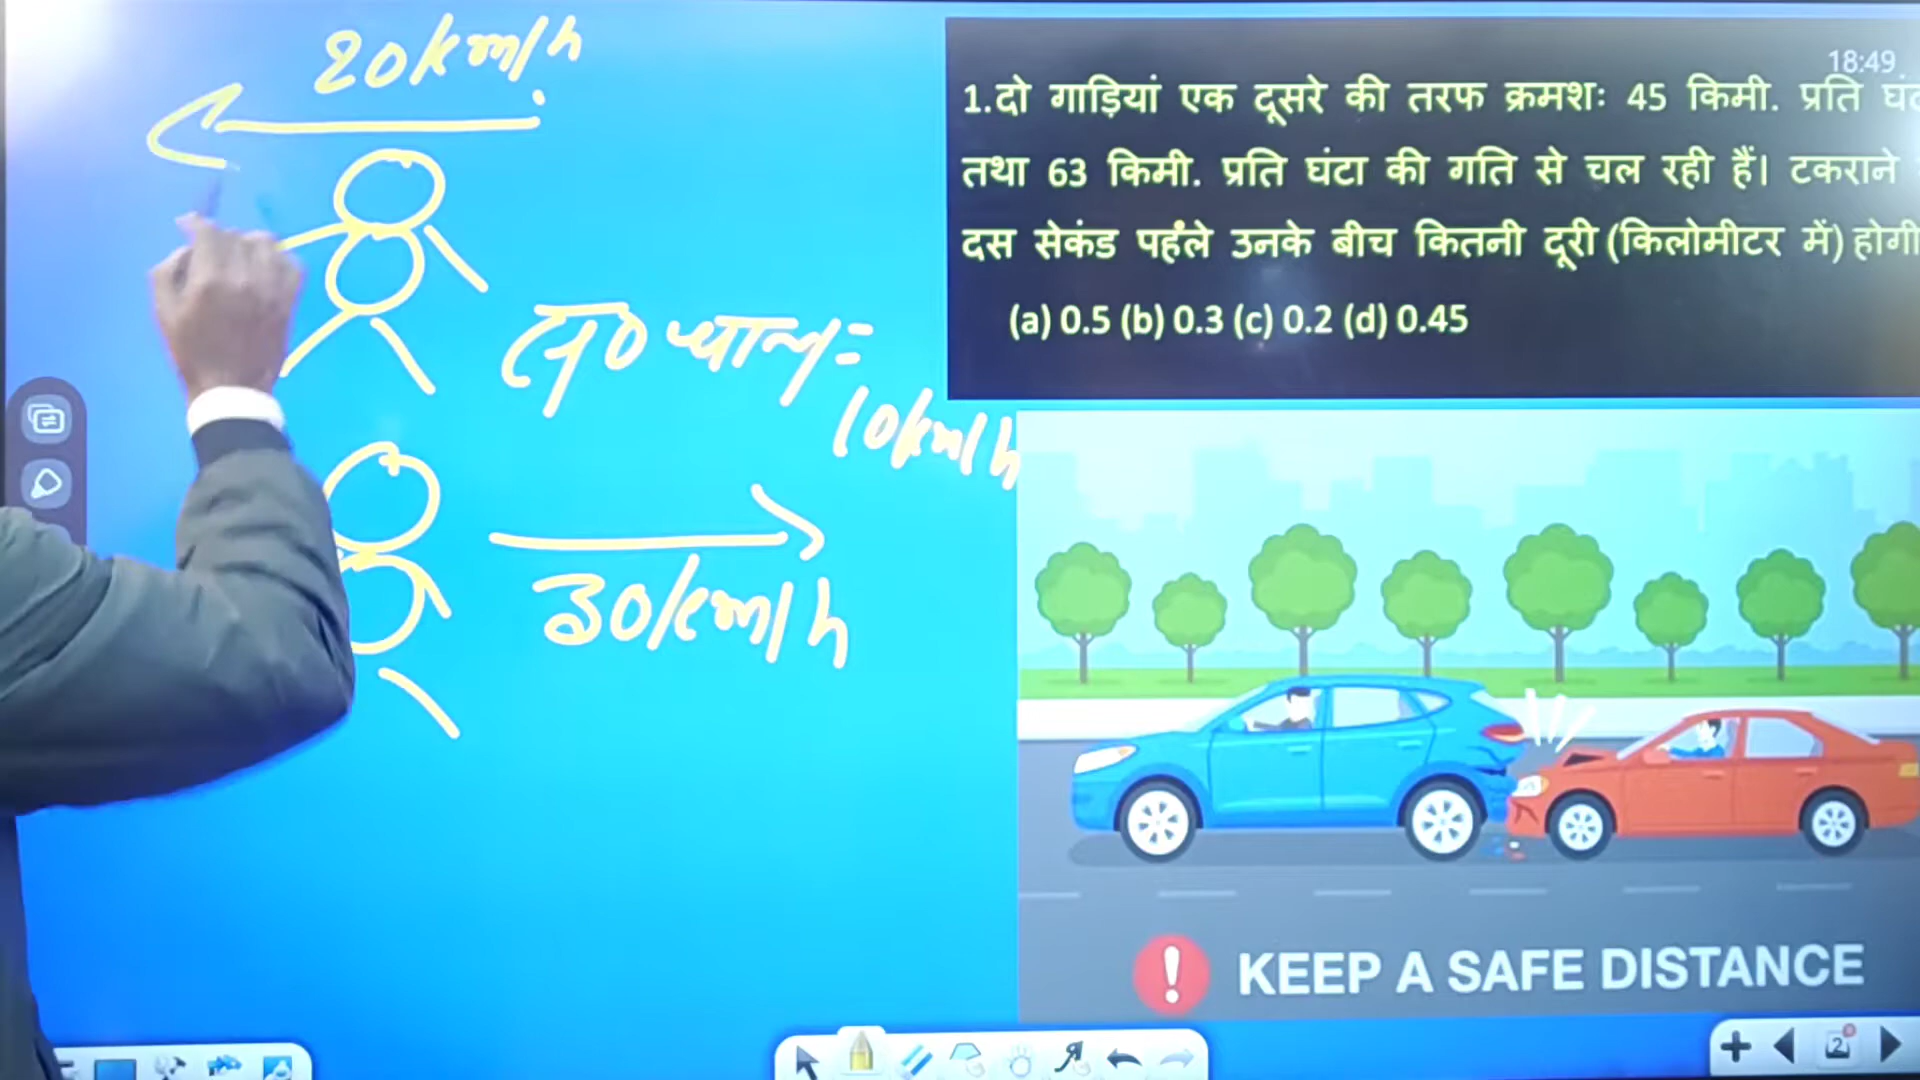 20km/h
चाल=
10km/h
30km/h
18:49
1.दो गाड़ियां एक दूसरे की तरफ क्रमशः 45 किमी. प्रति
तथा 63 किमी. प्रति घंटा की गति से चल रही हैं। टकराने
दस सेकंड पहले उनके बीच कितनी दूरी (किलोमीटर में) होगी
(a) 0.5 (b) 0.3 (c) 0.2 (d) 0.45
! KEEP A SAFE DISTANCE
2